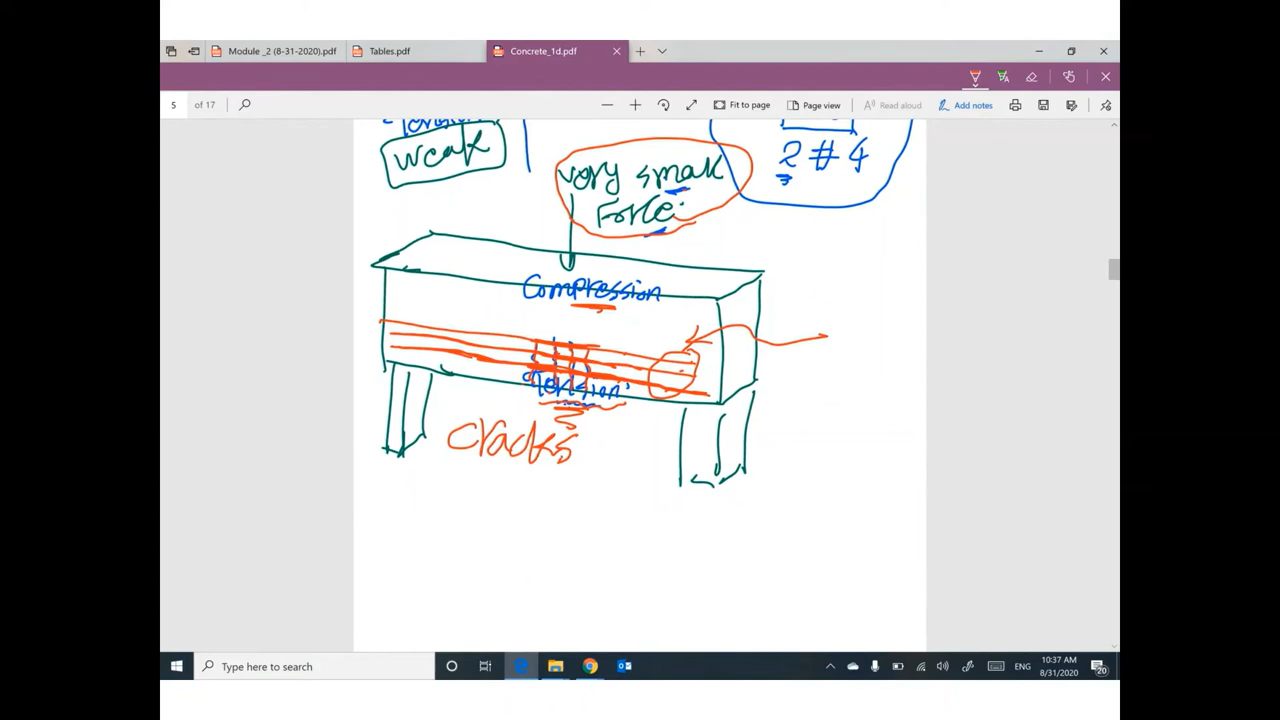 Module _2 (8-31-2020).pdf
Tables.pdf
Concrete_1d.pdf
5 of 17
Fit to page
Page view
Read aloud
Add notes
Weak
very small
Force
2 # 4
Compression
Tension
Cracks
Type here to search
ENG
10:37 AM
8/31/2020
20